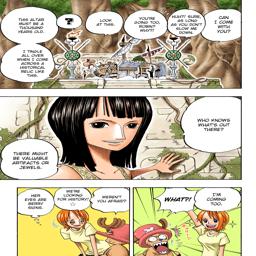 CAN I
COME WITH
YOU?
HUH?! SURE,
AS LONG
AS YOU
DON'T SLOW
ME DOWN.
YOU'RE
GOING TOO,
ROBIN?
WHY?!
LOOK
AT THIS.
?
THIS ALTAR
MUST BE A
THOUSAND
YEARS OLD.
I TINGLE
ALL OVER
WHEN I COME
ACROSS A
HISTORICAL
RELIC LIKE
THIS.
WHO KNOWS
WHAT'S OUT
THERE?
THERE MIGHT
BE VALUABLE
ARTIFACTS
OR JEWELS.
I'M
COMING
TOO.
WHAT?!
WEREN'T
YOU AFRAID?
WE'RE
LOOKING
FOR HISTORY!
HER
EYES ARE
BERRY
SIGNS.